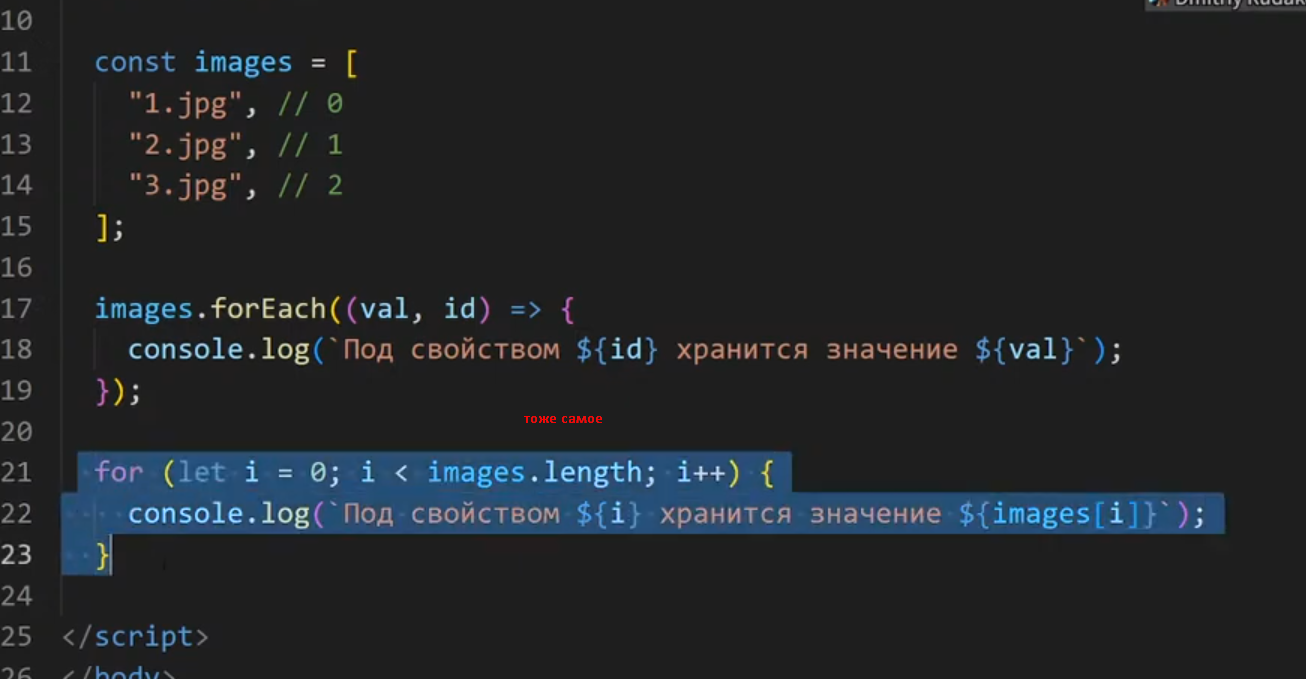 Dmitriy
10
11 const images = [
12 "1.jpg", // 0
13 "2.jpg", // 1
14 "3.jpg", // 2
15 ];
16
17 images.forEach((val, id) => {
18 console.log(`Под свойством ${id} хранится значение ${val}`);
19 });
тоже самое
20
21 for (let i = 0; i < images.length; i++) {
22 console.log(`Под свойством ${i} хранится значение ${images[i]}`);
23 }
24
25 </script>
26 </body>